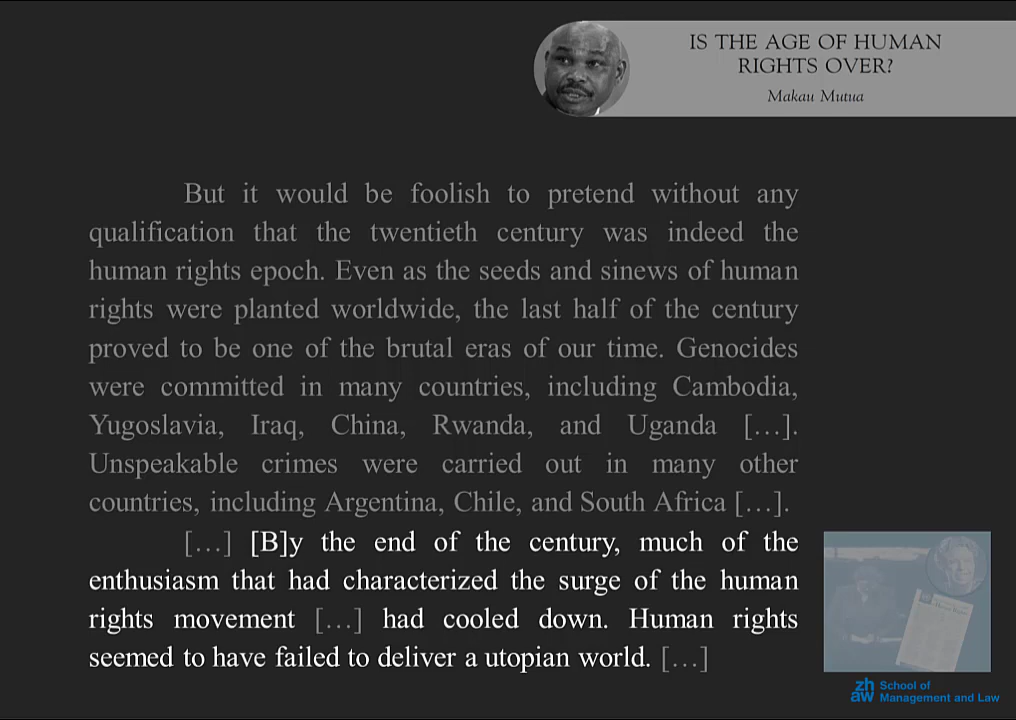 IS THE AGE OF HUMAN
RIGHTS OVER?
Makau Mutua
But it would be foolish to pretend without any
qualification that the twentieth century was indeed the
human rights epoch. Even as the seeds and sinews of human
rights were planted worldwide, the last half of the century
proved to be one of the brutal eras of our time. Genocides
were committed in many countries, including Cambodia,
Yugoslavia, Iraq, China, Rwanda, and Uganda […].
Unspeakable crimes were carried out in many other
countries, including Argentina, Chile, and South Africa […].
[…] [B]y the end of the century, much of the
enthusiasm that had characterized the surge of the human
rights movement […] had cooled down. Human rights
seemed to have failed to deliver a utopian world. […]
zh
aw
School of
Management and Law